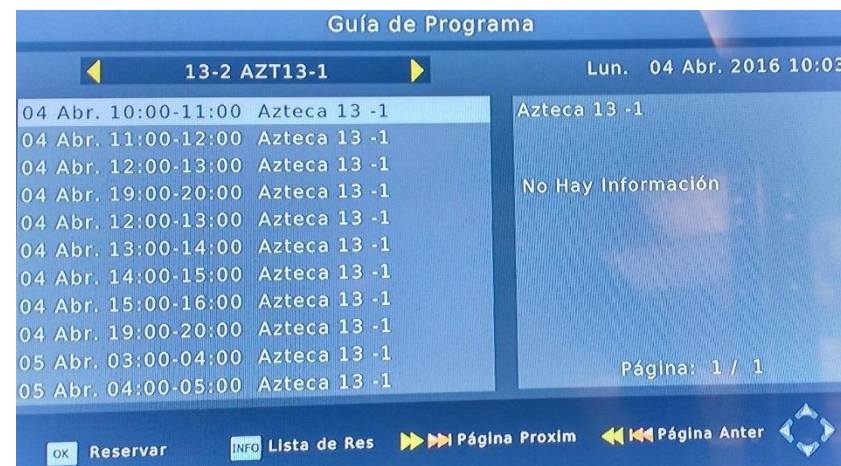 Guía de Programa
13-2 AZT13-1
Lun. 04 Abr. 2016 10:03
04 Abr. 10:00-11:00 Azteca 13 -1
04 Abr. 11:00-12:00 Azteca 13 -1
04 Abr. 12:00-13:00 Azteca 13 -1
04 Abr. 19:00-20:00 Azteca 13 -1
04 Abr. 12:00-13:00 Azteca 13 -1
04 Abr. 13:00-14:00 Azteca 13 -1
04 Abr. 14:00-15:00 Azteca 13 -1
04 Abr. 15:00-16:00 Azteca 13 -1
04 Abr. 19:00-20:00 Azteca 13 -1
05 Abr. 03:00-04:00 Azteca 13 -1
05 Abr. 04:00-05:00 Azteca 13 -1
Azteca 13 -1
No Hay Información
Página: 1 / 1
OK Reservar INFO Lista de Res Página Proxim Página Anter